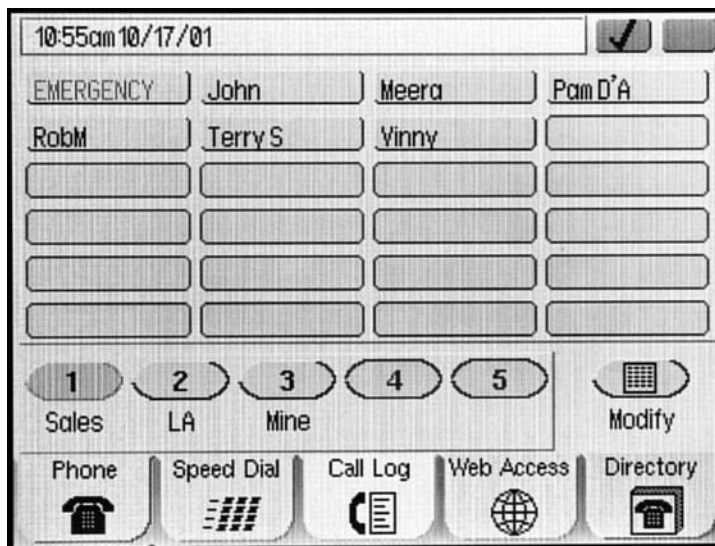 10:55am 10/17/01
EMERGENCY John Meera Pam D'A
RobM Terry S Vinny
1 2 3 4 5
Sales LA Mine Modify
Phone Speed Dial Call Log Web Access Directory